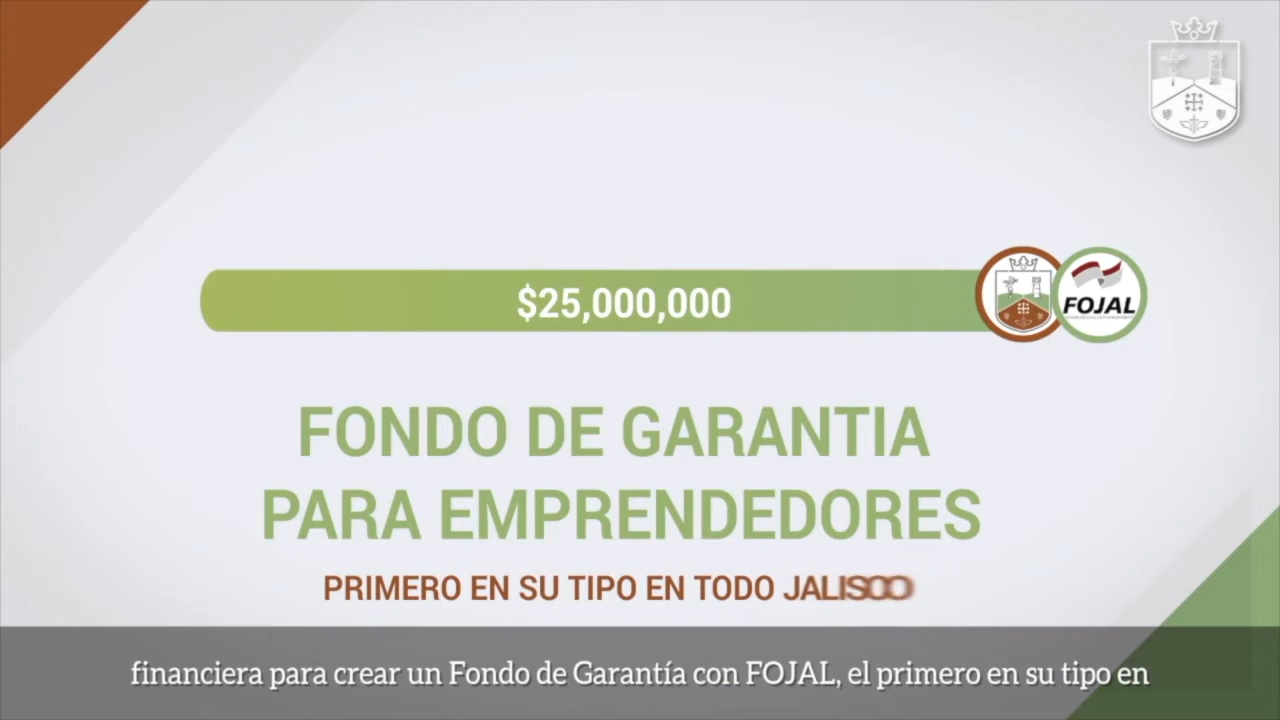 $25,000,000
FOJAL
FONDO DE GARANTIA
PARA EMPRENDEDORES
PRIMERO EN SU TIPO EN TODO JALISCO
financiera para crear un Fondo de Garantía con FOJAL, el primero en su tipo en